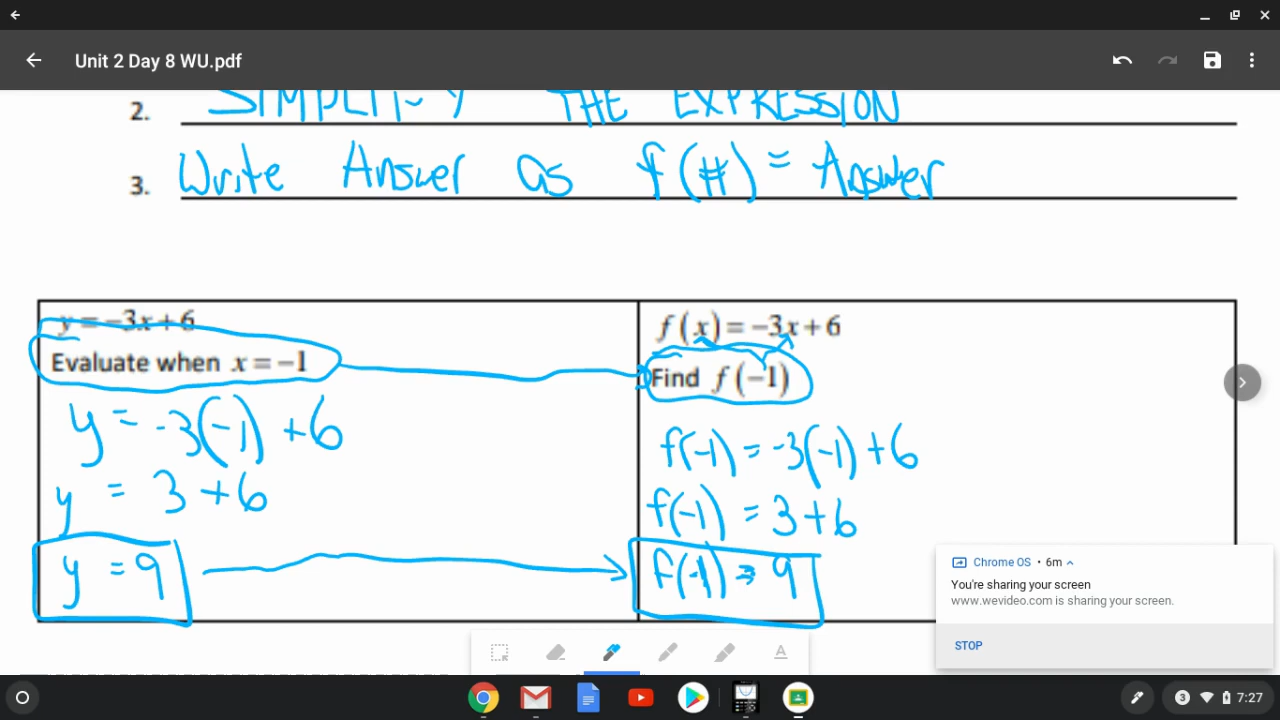 Unit 2 Day 8 WU.pdf
2. SIMPLIFY THE EXPRESSION
3. Write Answer as f(#) = Answer
y = −3x + 6
Evaluate when x = −1
y = -3(-1) + 6
y = 3 + 6
y = 9
f(x) = −3x + 6
Find f(−1)
f(-1) = -3(-1) + 6
f(-1) = 3 + 6
f(-1) = 9
Chrome OS • 6m
You're sharing your screen
www.wevideo.com is sharing your screen.
STOP
A
3 7:27